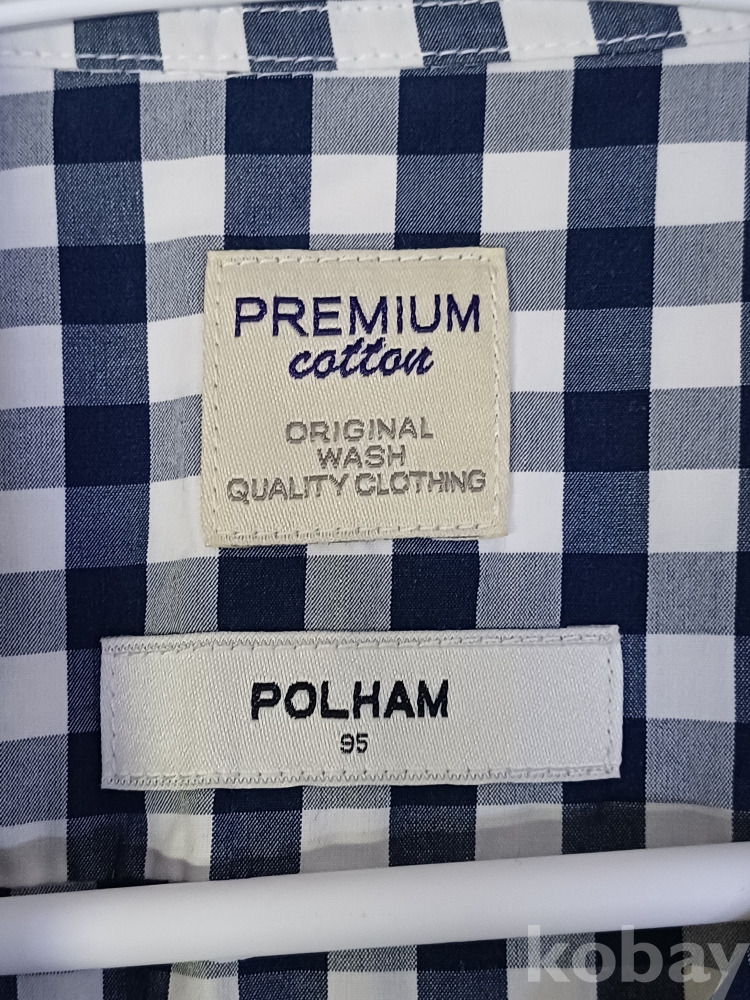 PREMIUM
cotton
ORIGINAL
WASH
QUALITY CLOTHING
POLHAM
95
kobay